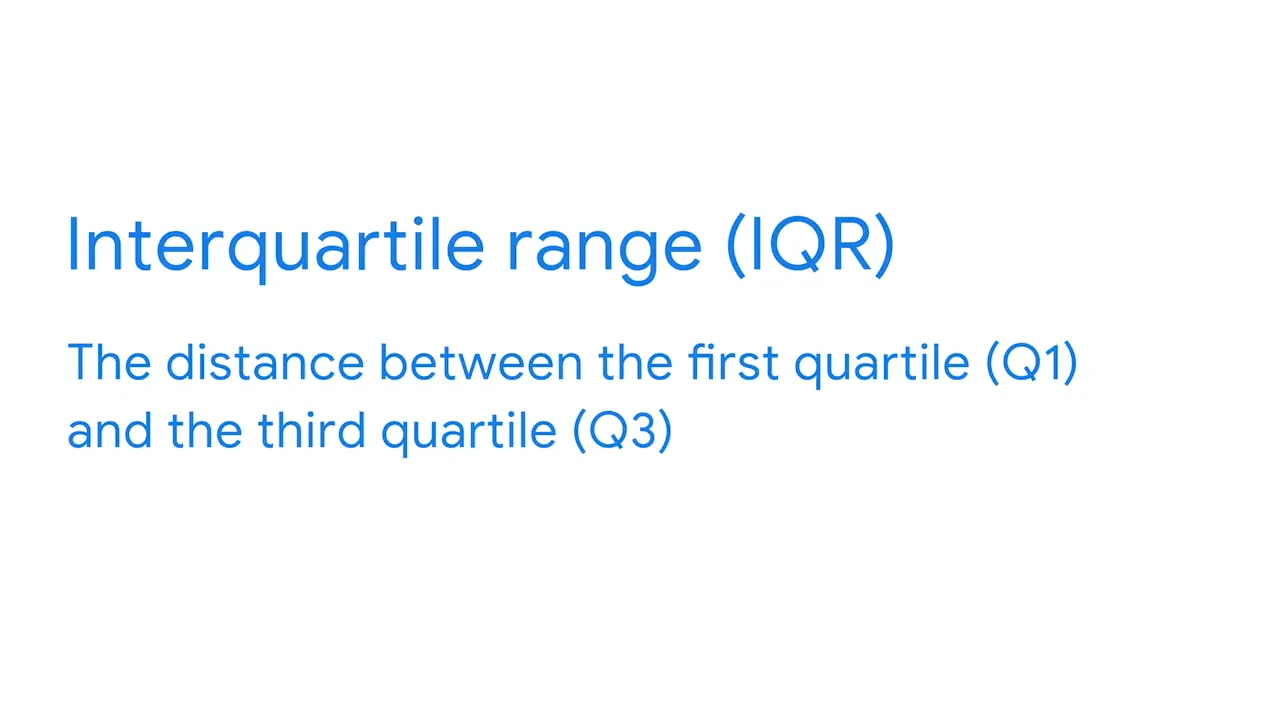 Interquartile range (IQR)
The distance between the first quartile (Q1)
and the third quartile (Q3)